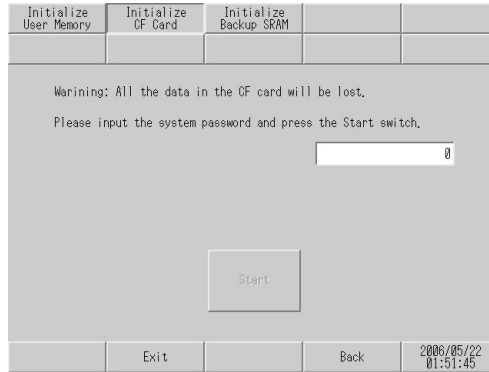 Initialize
User Memory
Initialize
CF Card
Initialize
Backup SRAM
Warining: All the data in the CF card will be lost.
Please input the system password and press the Start switch.
0
Start
Exit
Back
2006/05/22
01:51:45